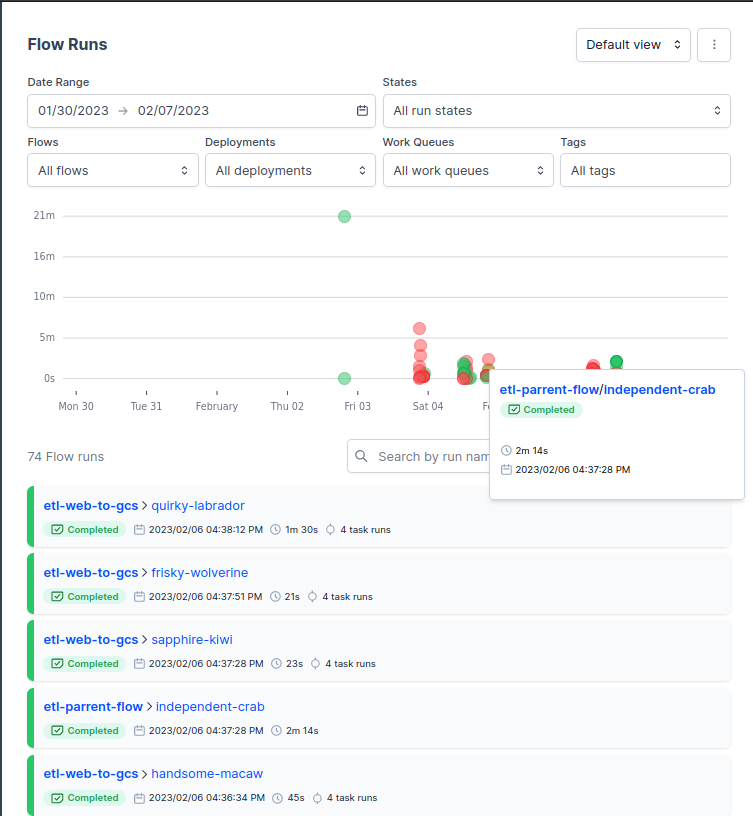 Flow Runs
Default view
Date Range
States
01/30/2023 → 02/07/2023
All run states
Flows
Deployments
Work Queues
Tags
All flows
All deployments
All work queues
All tags
21m
16m
10m
5m
0s
Mon 30 Tue 31 February Thu 02 Fri 03 Sat 04
etl-parrent-flow/independent-crab
Completed
2m 14s
2023/02/06 04:37:28 PM
74 Flow runs
Search by run nam
etl-web-to-gcs > quirky-labrador
Completed 2023/02/06 04:38:12 PM 1m 30s 4 task runs
etl-web-to-gcs > frisky-wolverine
Completed 2023/02/06 04:37:51 PM 21s 4 task runs
etl-web-to-gcs > sapphire-kiwi
Completed 2023/02/06 04:37:28 PM 23s 4 task runs
etl-parrent-flow > independent-crab
Completed 2023/02/06 04:37:28 PM 2m 14s
etl-web-to-gcs > handsome-macaw
Completed 2023/02/06 04:36:34 PM 45s 4 task runs